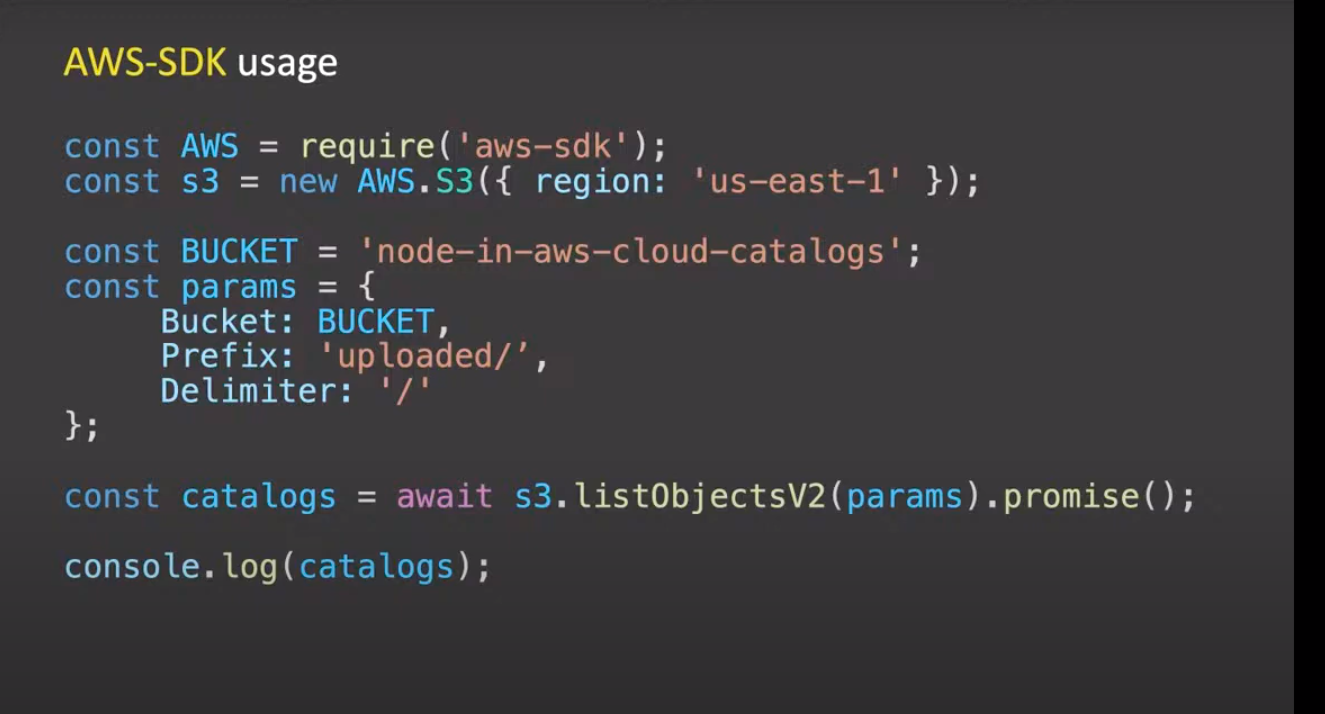 AWS-SDK usage
const AWS = require('aws-sdk');
const s3 = new AWS.S3({ region: 'us-east-1' });
const BUCKET = 'node-in-aws-cloud-catalogs';
const params = {
Bucket: BUCKET,
Prefix: 'uploaded/’,
Delimiter: '/'
};
const catalogs = await s3.listObjectsV2(params).promise();
console.log(catalogs);